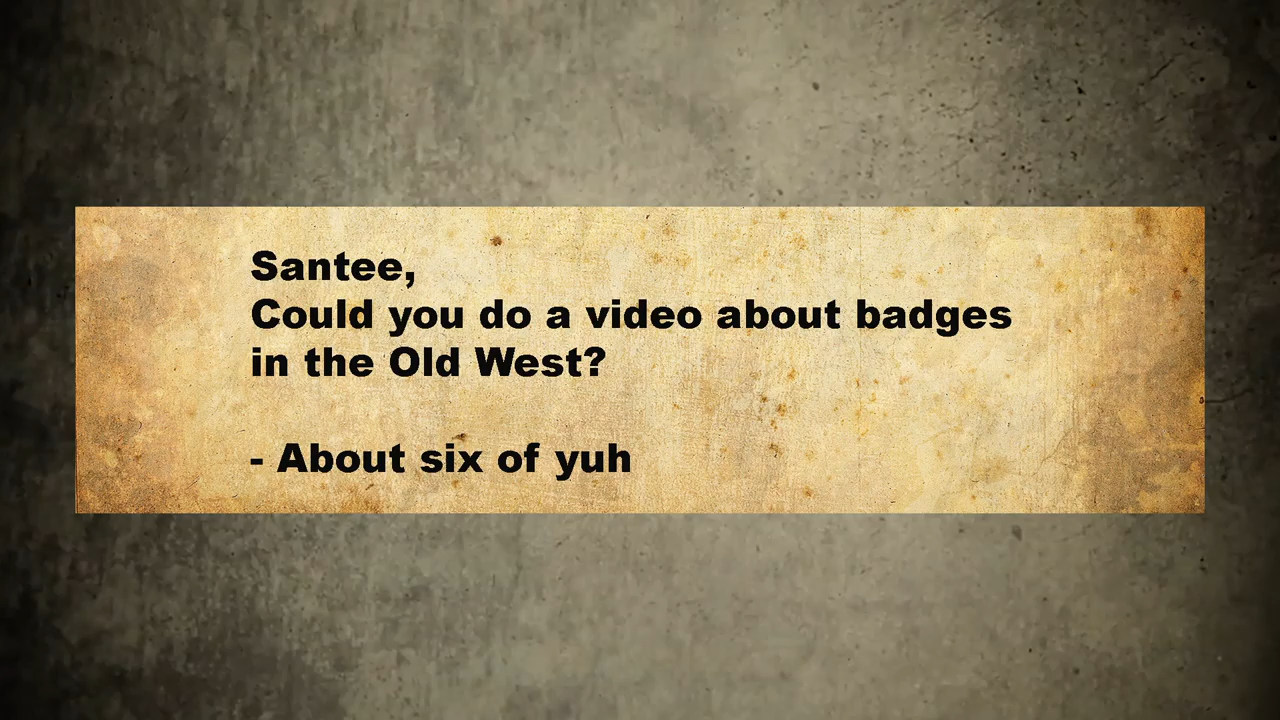 Santee,
Could you do a video about badges
in the Old West?
- About six of yuh